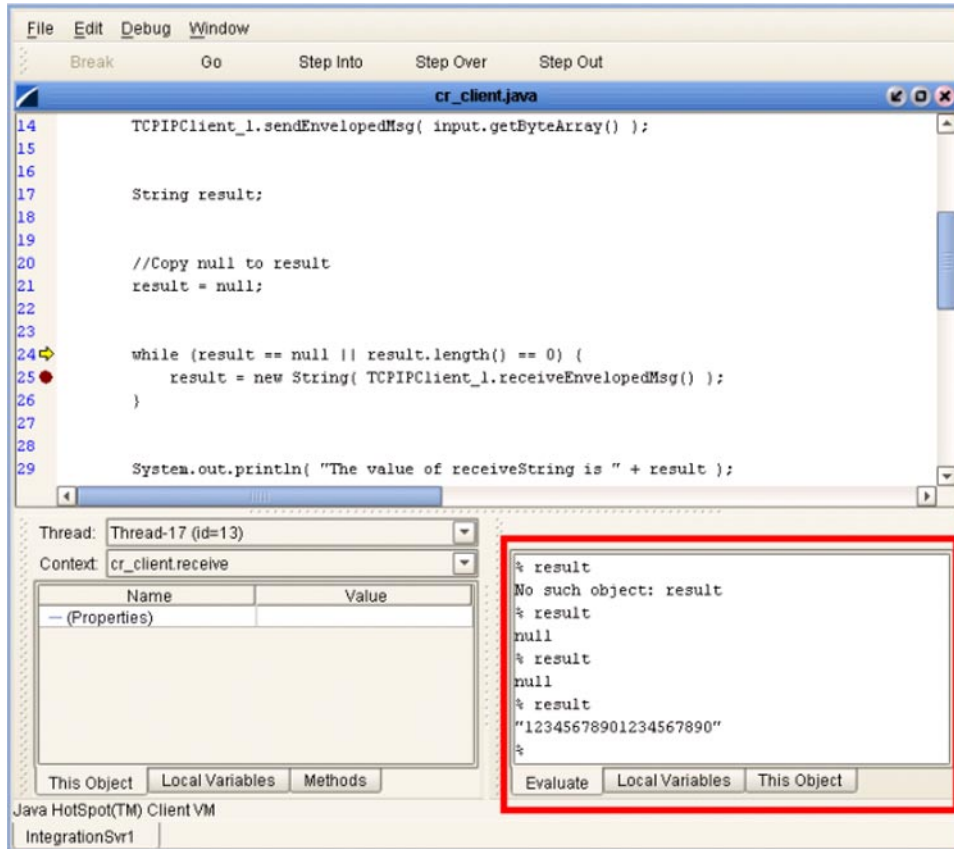 File Edit Debug Window
Break Go Step Into Step Over Step Out
cr_client.java
14 TCPIPClient_1.sendEnvelopedMsg( input.getByteArray() );
15
16
17 String result;
18
19
20 //Copy null to result
21 result = null;
22
23
24 while (result == null || result.length() == 0) {
25 result = new String( TCPIPClient_1.receiveEnvelopedMsg() );
26 }
27
28
29 System.out.println( "The value of receiveString is " + result );
Thread: Thread-17 (id=13)
Context: cr_client.receive
Name Value
(Properties)
This Object Local Variables Methods
% result
No such object: result
% result
null
% result
null
% result
"12345678901234567890"
%
Evaluate Local Variables This Object
Java HotSpot(TM) Client VM
IntegrationSvr1